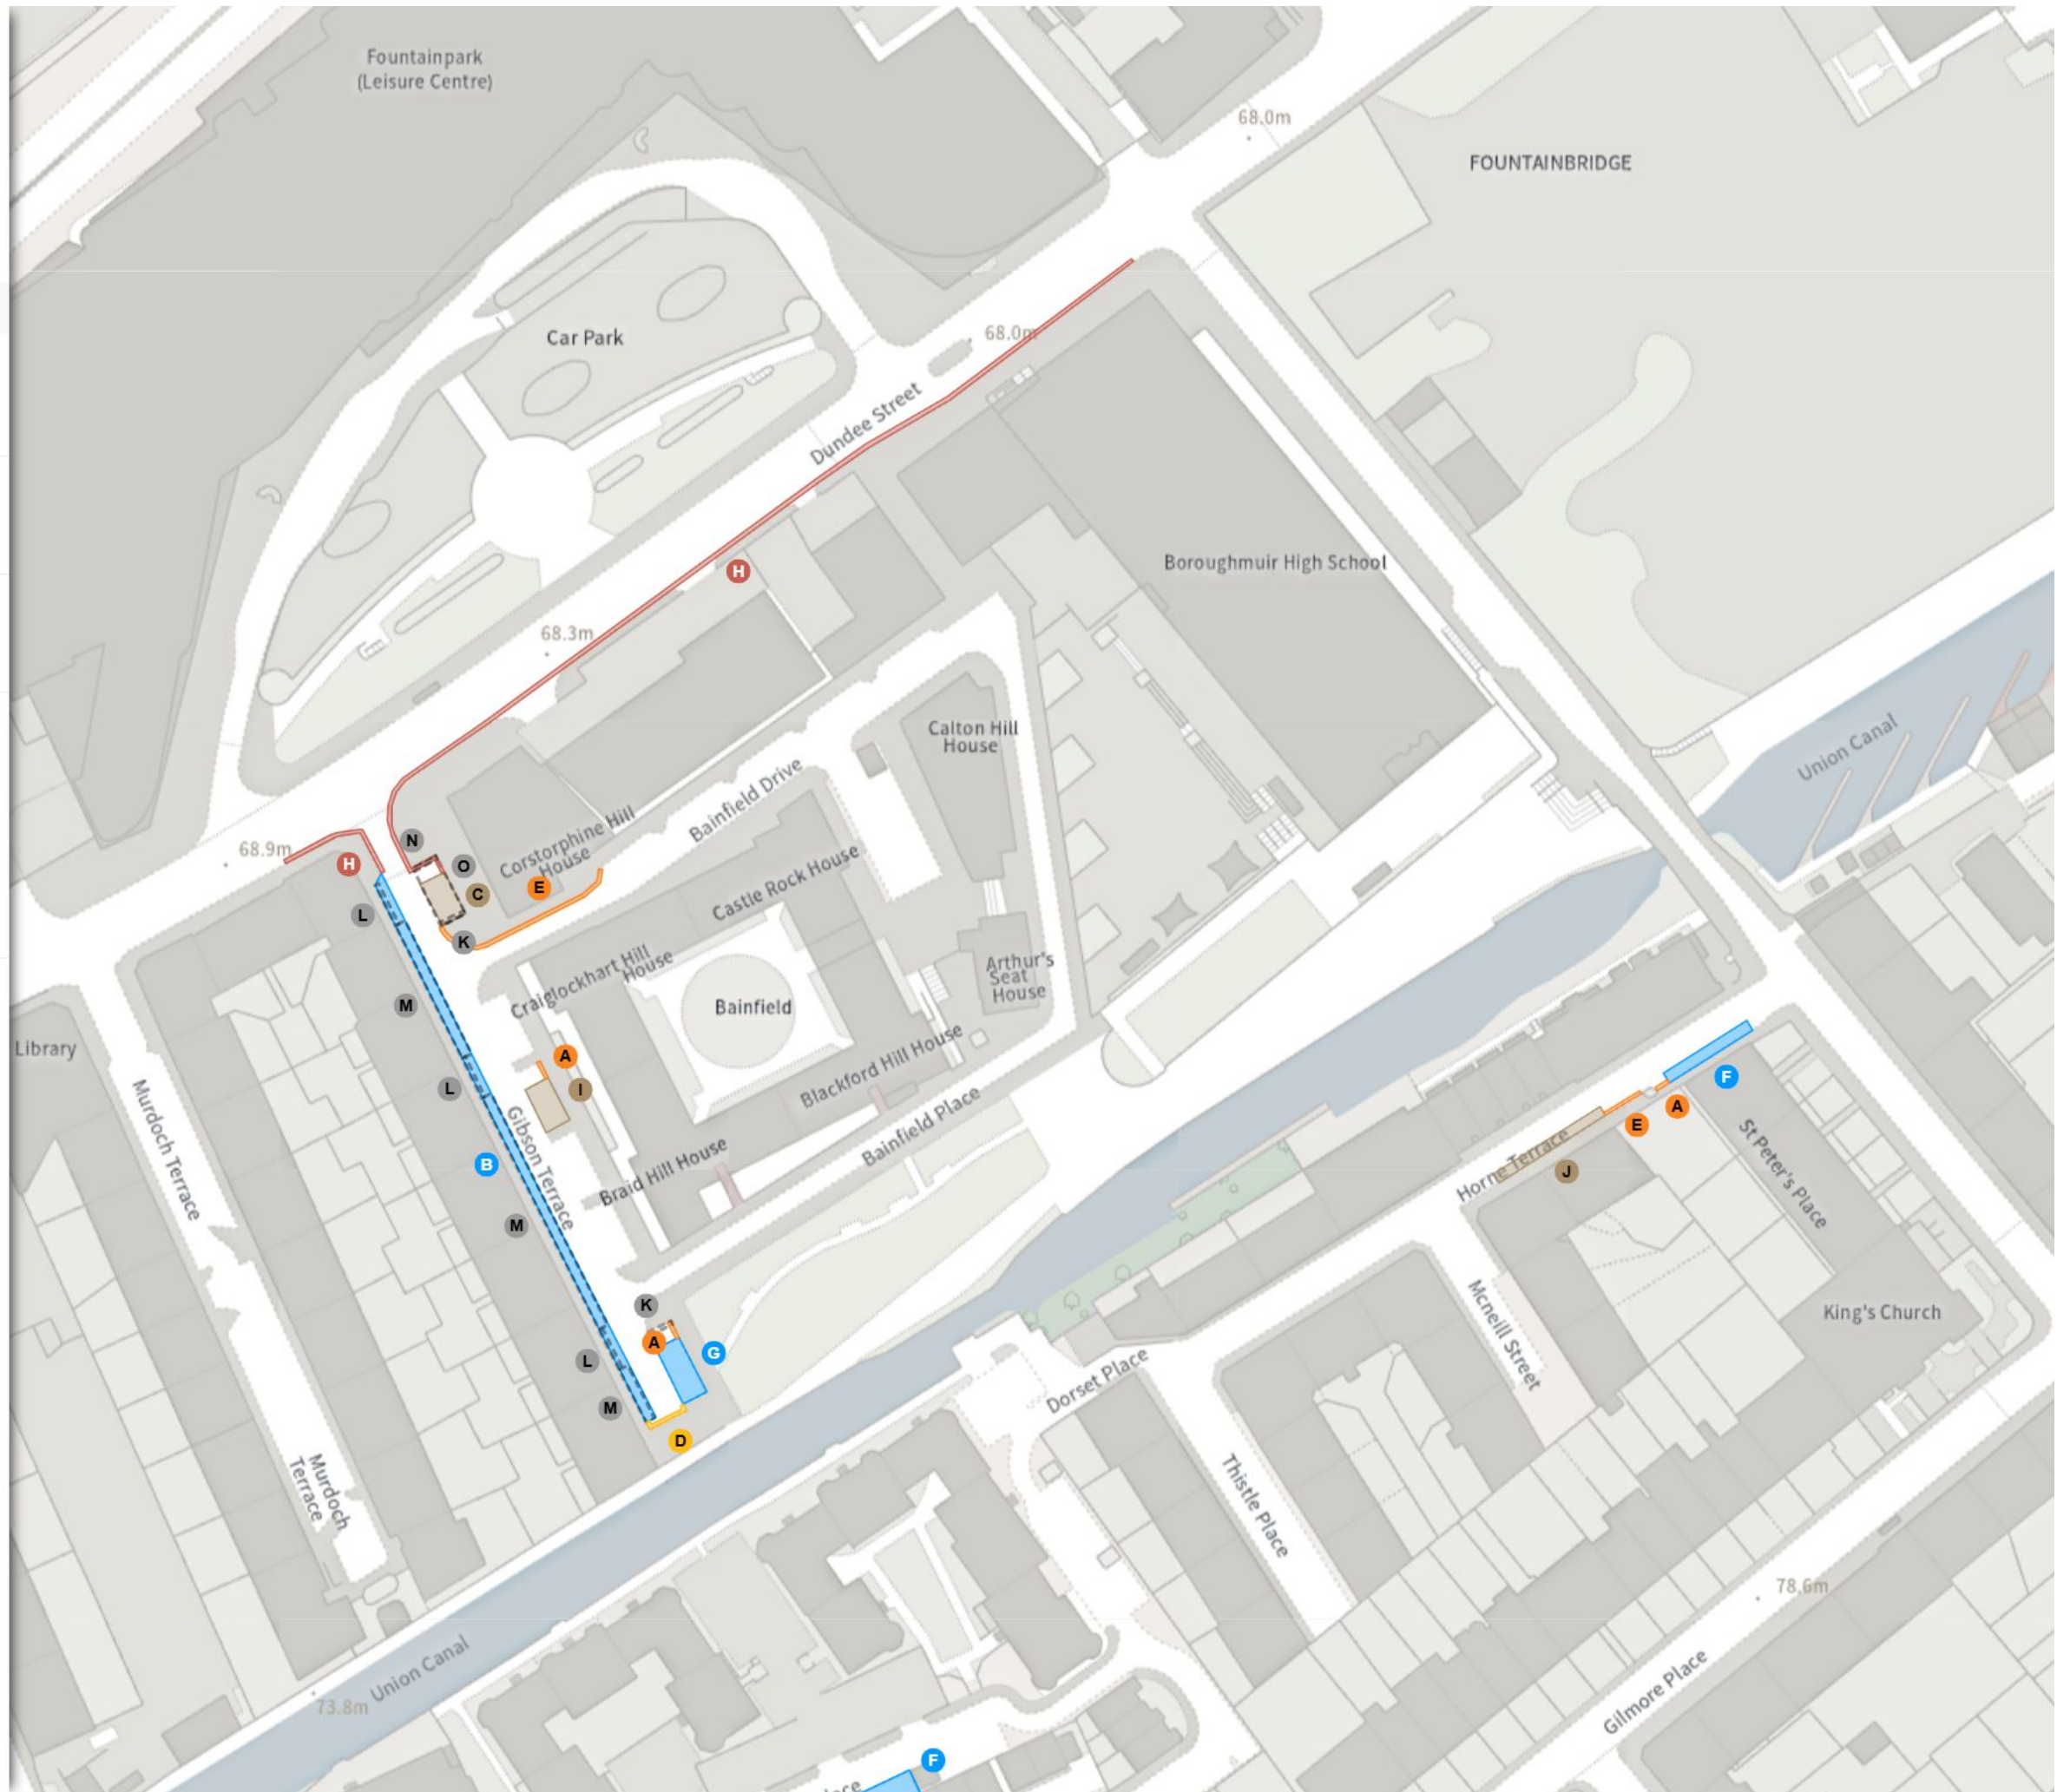 Fountainpark
(Leisure Centre)
68.0m
FOUNTAINBRIDGE
Car Park
68.0m
Dundee Street
Boroughmuir High School
H
68.3m
Calton Hill
House
Union Canal
Bainfield Drive
Corstorphine Hill
House
N
O
68.9m
H
C
E
Castle Rock House
L
K
Craiglockhart Hill
House
Arthur's
Seat
House
M
Bainfield
Library
A
I
L
Blackford Hill House
F
A
E
Murdoch Terrace
Gibson Terrace
Bainfield Place
St Peter's Place
B
Braid Hill House
Horne Terrace
J
M
K
A
G
L
Mcneill Street
King's Church
Dorset Place
M
D
Murdoch
Terrace
Thistle Place
78.6m
Union Canal
73.8m
Gilmore Place
F